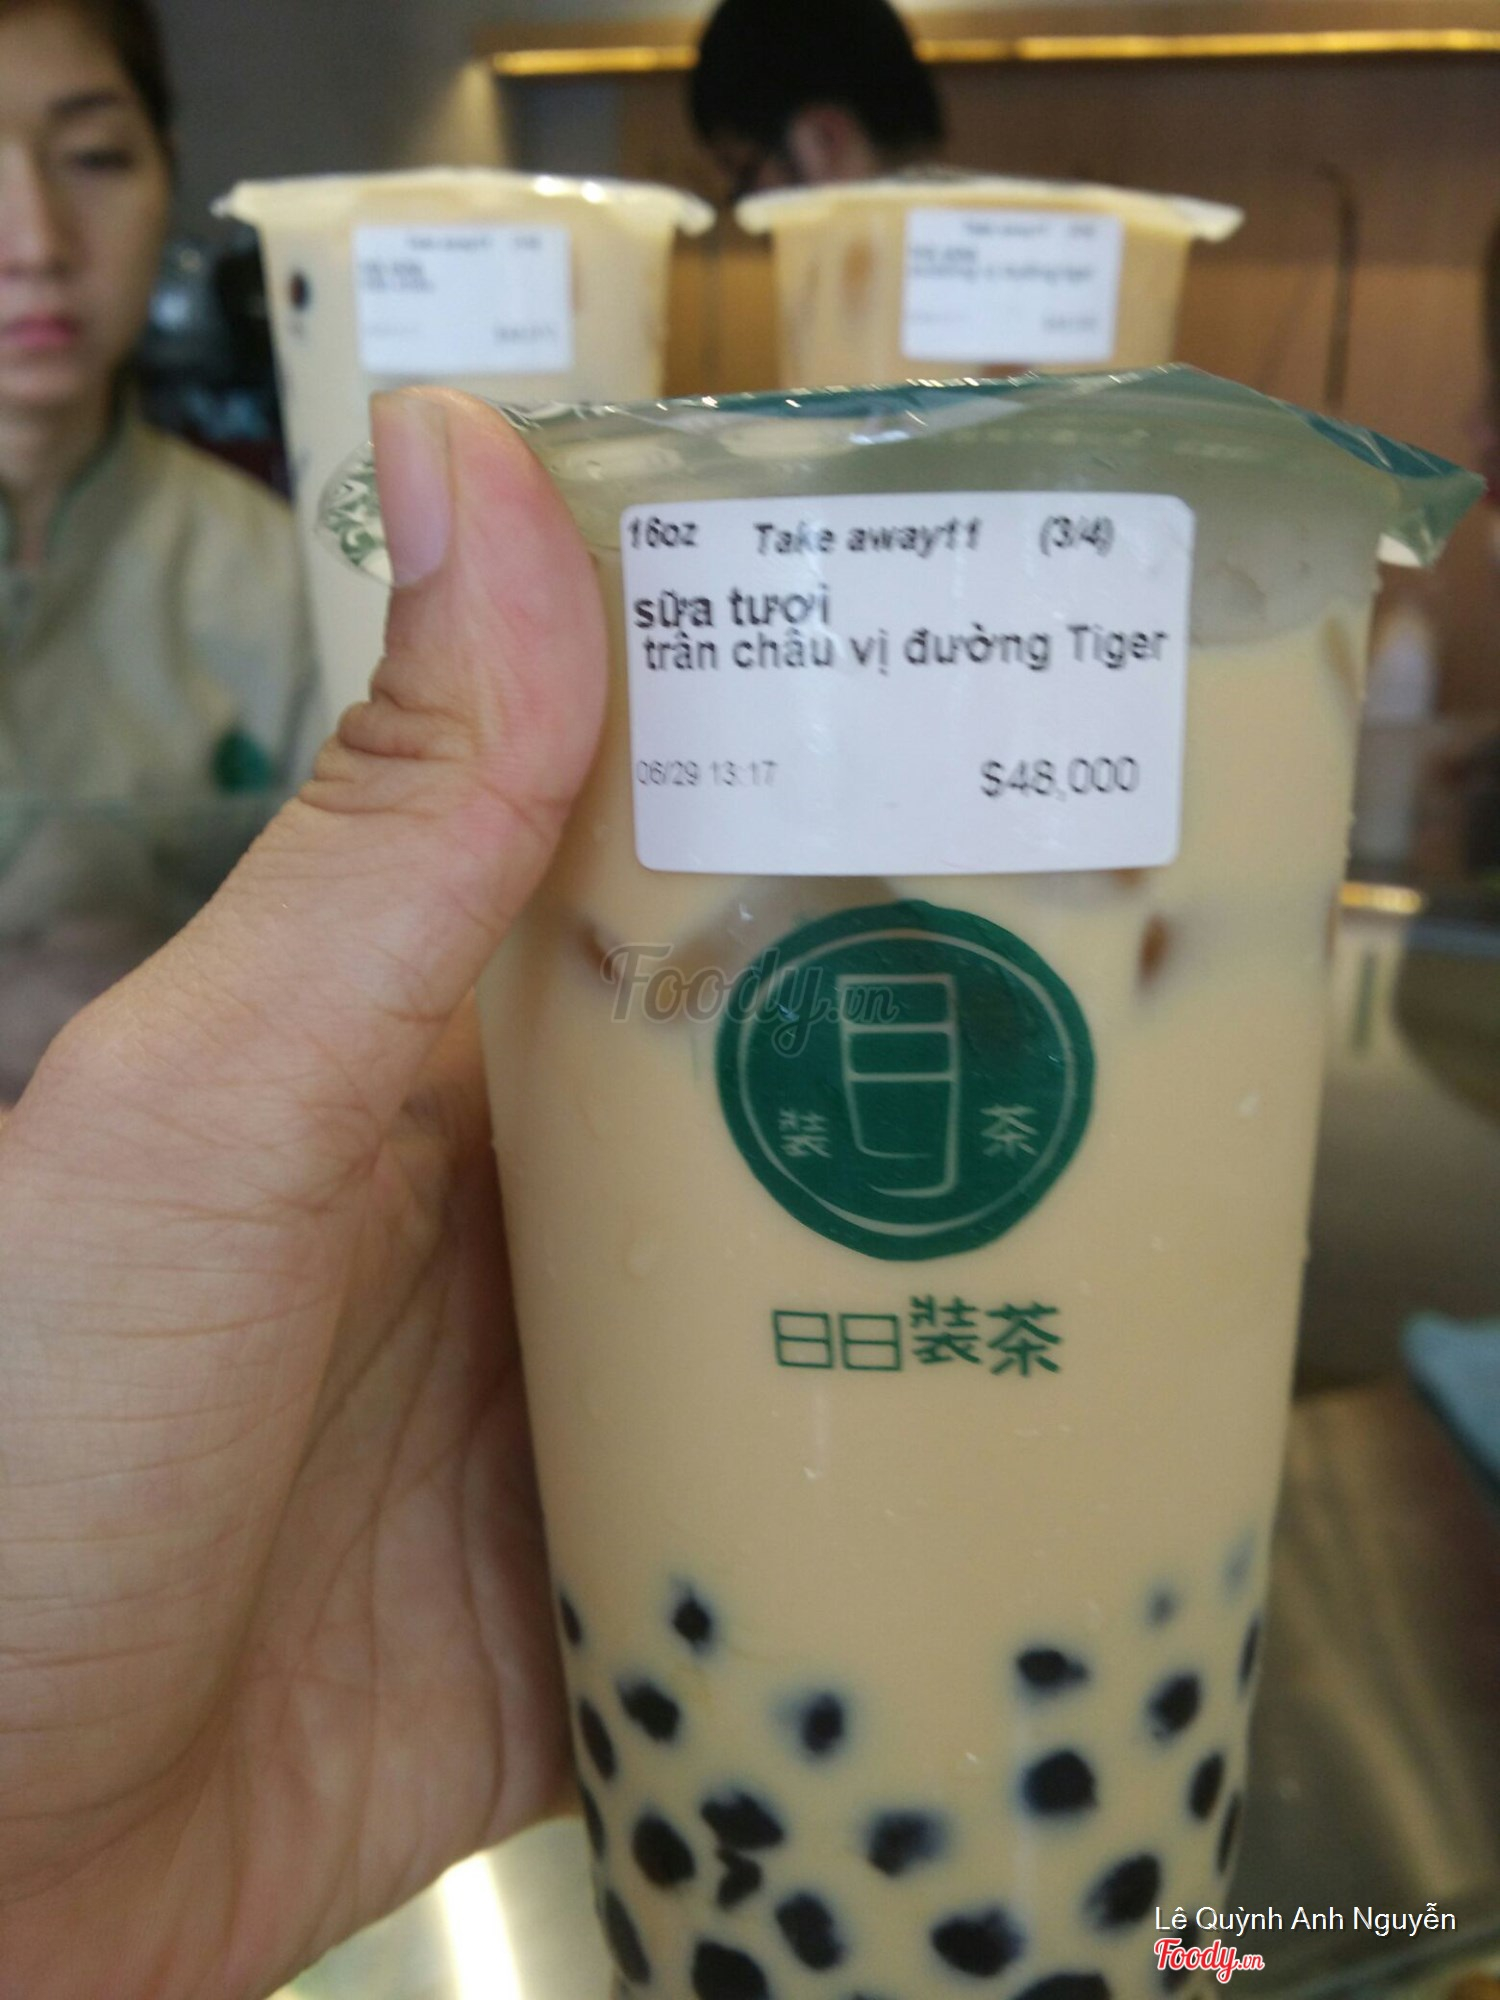 16oz Take away11 (3/4)
sữa tươi
trân châu vị đường Tiger
06/29 13:17 $48,000
Foody.vn
裝 茶
日日裝茶
Lê Quỳnh Anh Nguyễn
Foody.vn